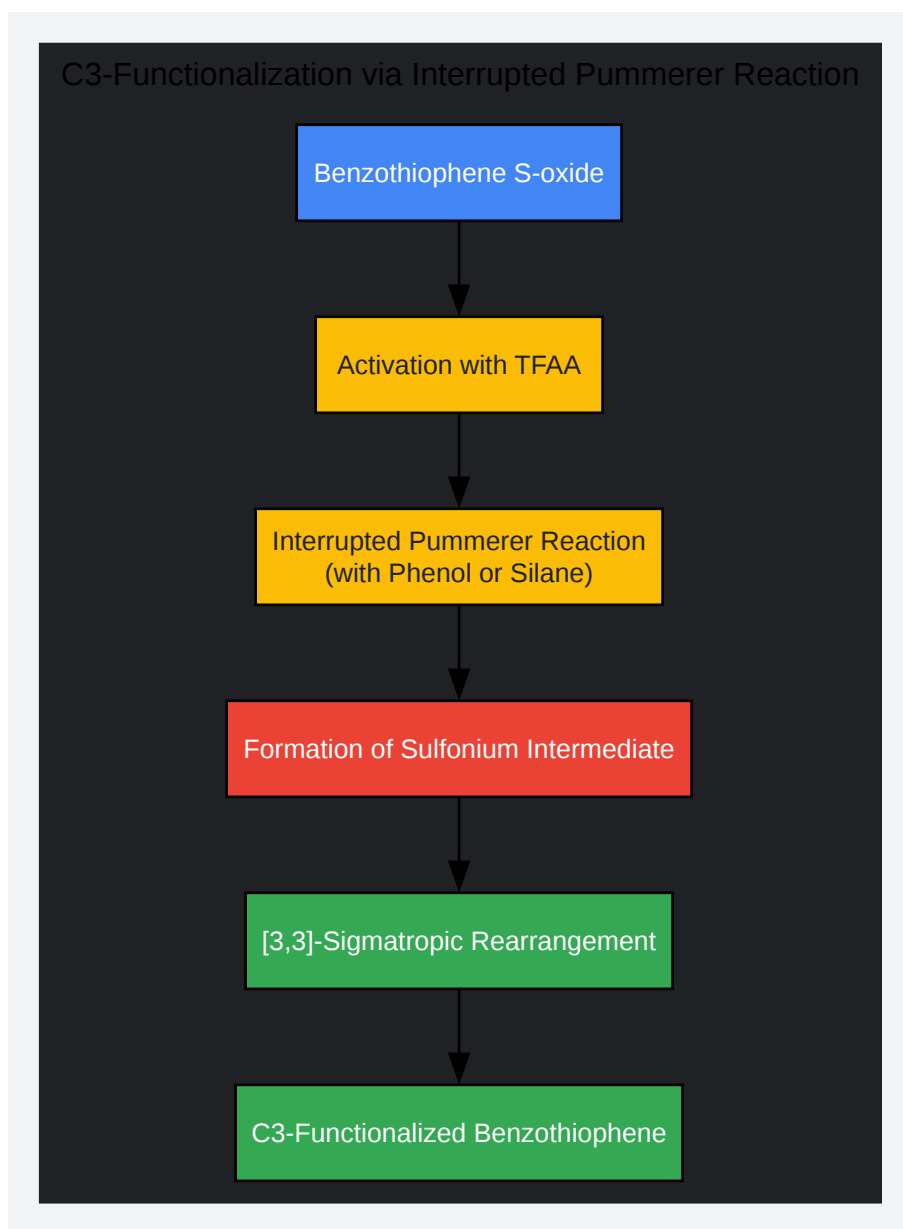 C3-Functionalization via Interrupted Pummerer Reaction
Benzothiophene S-oxide
Activation with TFAA
Interrupted Pummerer Reaction
(with Phenol or Silane)
Formation of Sulfonium Intermediate
[3,3]-Sigmatropic Rearrangement
C3-Functionalized Benzothiophene